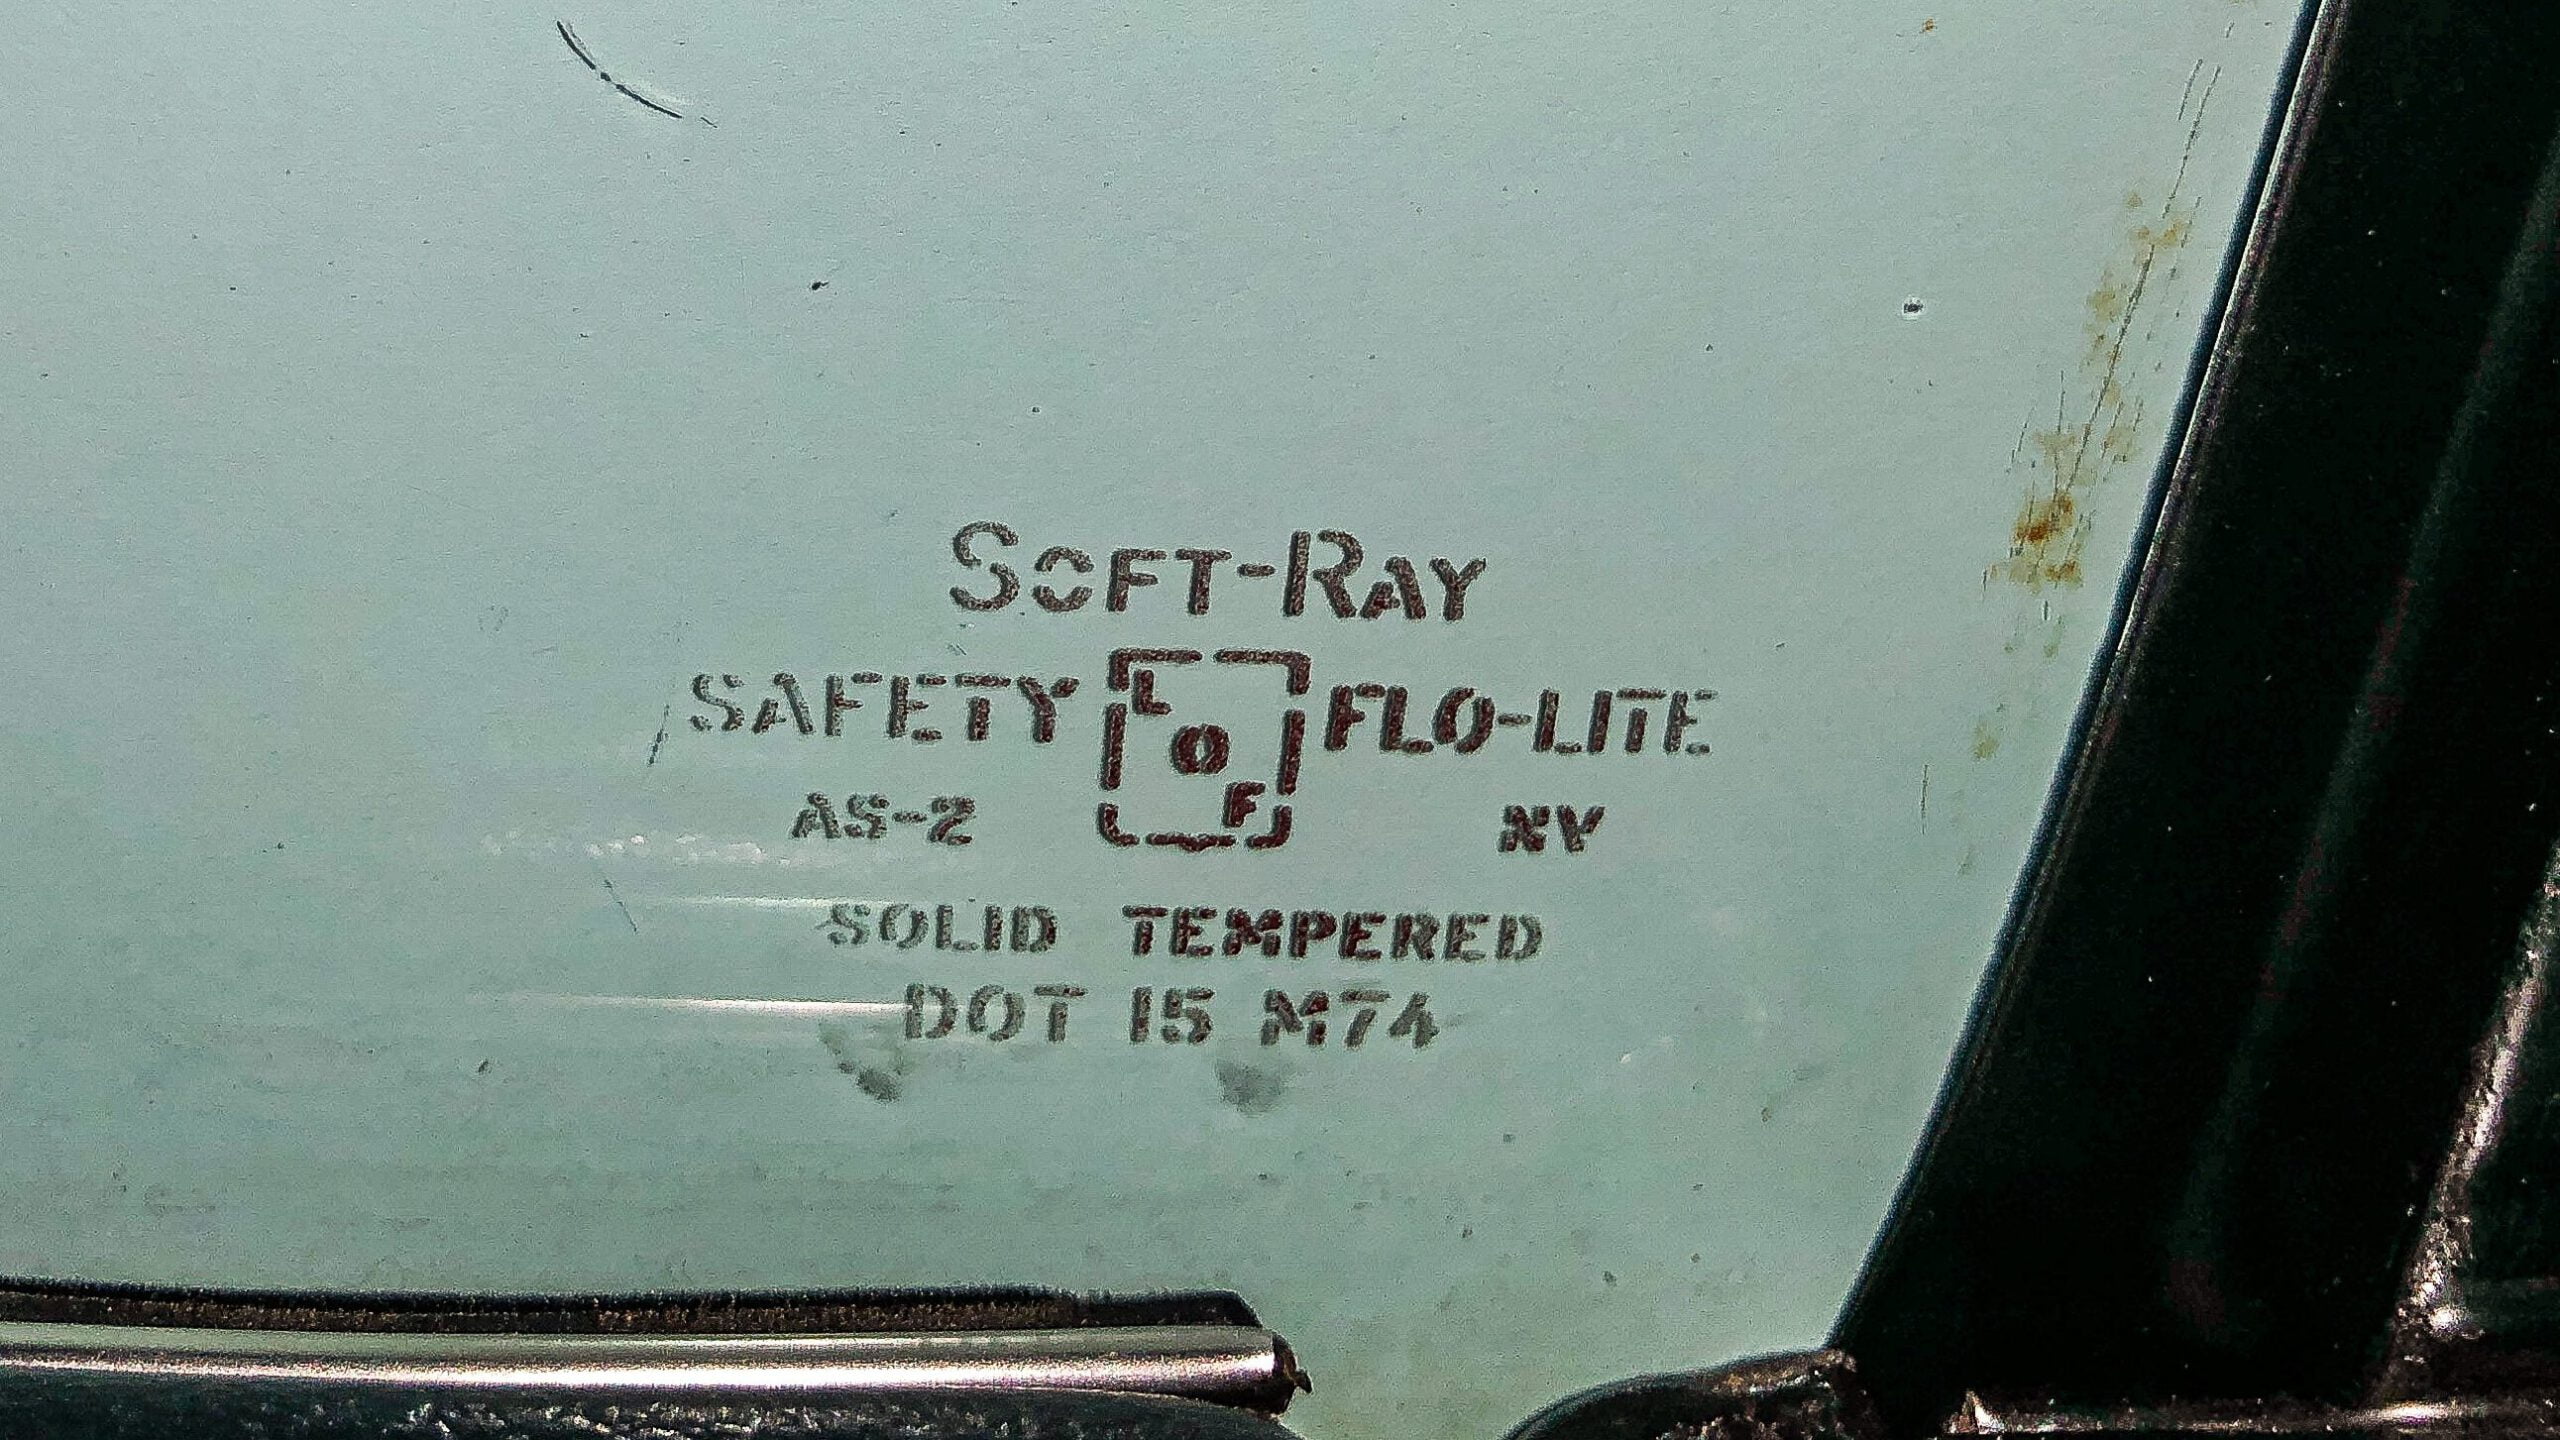 SOFT-RAY
SAFETY LOF FLO-LITE
AS-2 NV
SOLID TEMPERED
DOT 15 M74